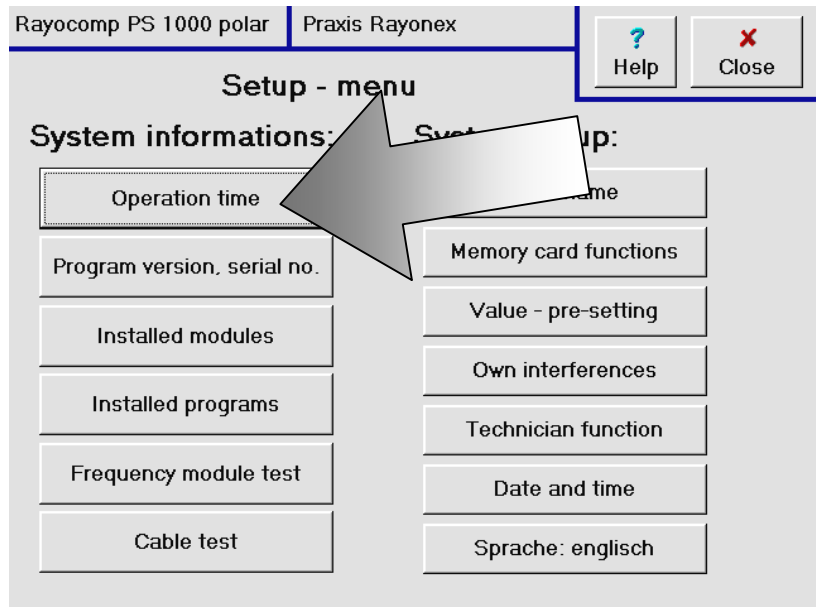 Rayocomp PS 1000 polar
Praxis Rayonex
? Help
X Close
Setup - menu
System informations:
Operation time
Program version, serial no.
Installed modules
Installed programs
Frequency module test
Cable test
up:
Memory card functions
Value - pre-setting
Own interferences
Technician function
Date and time
Sprache: englisch